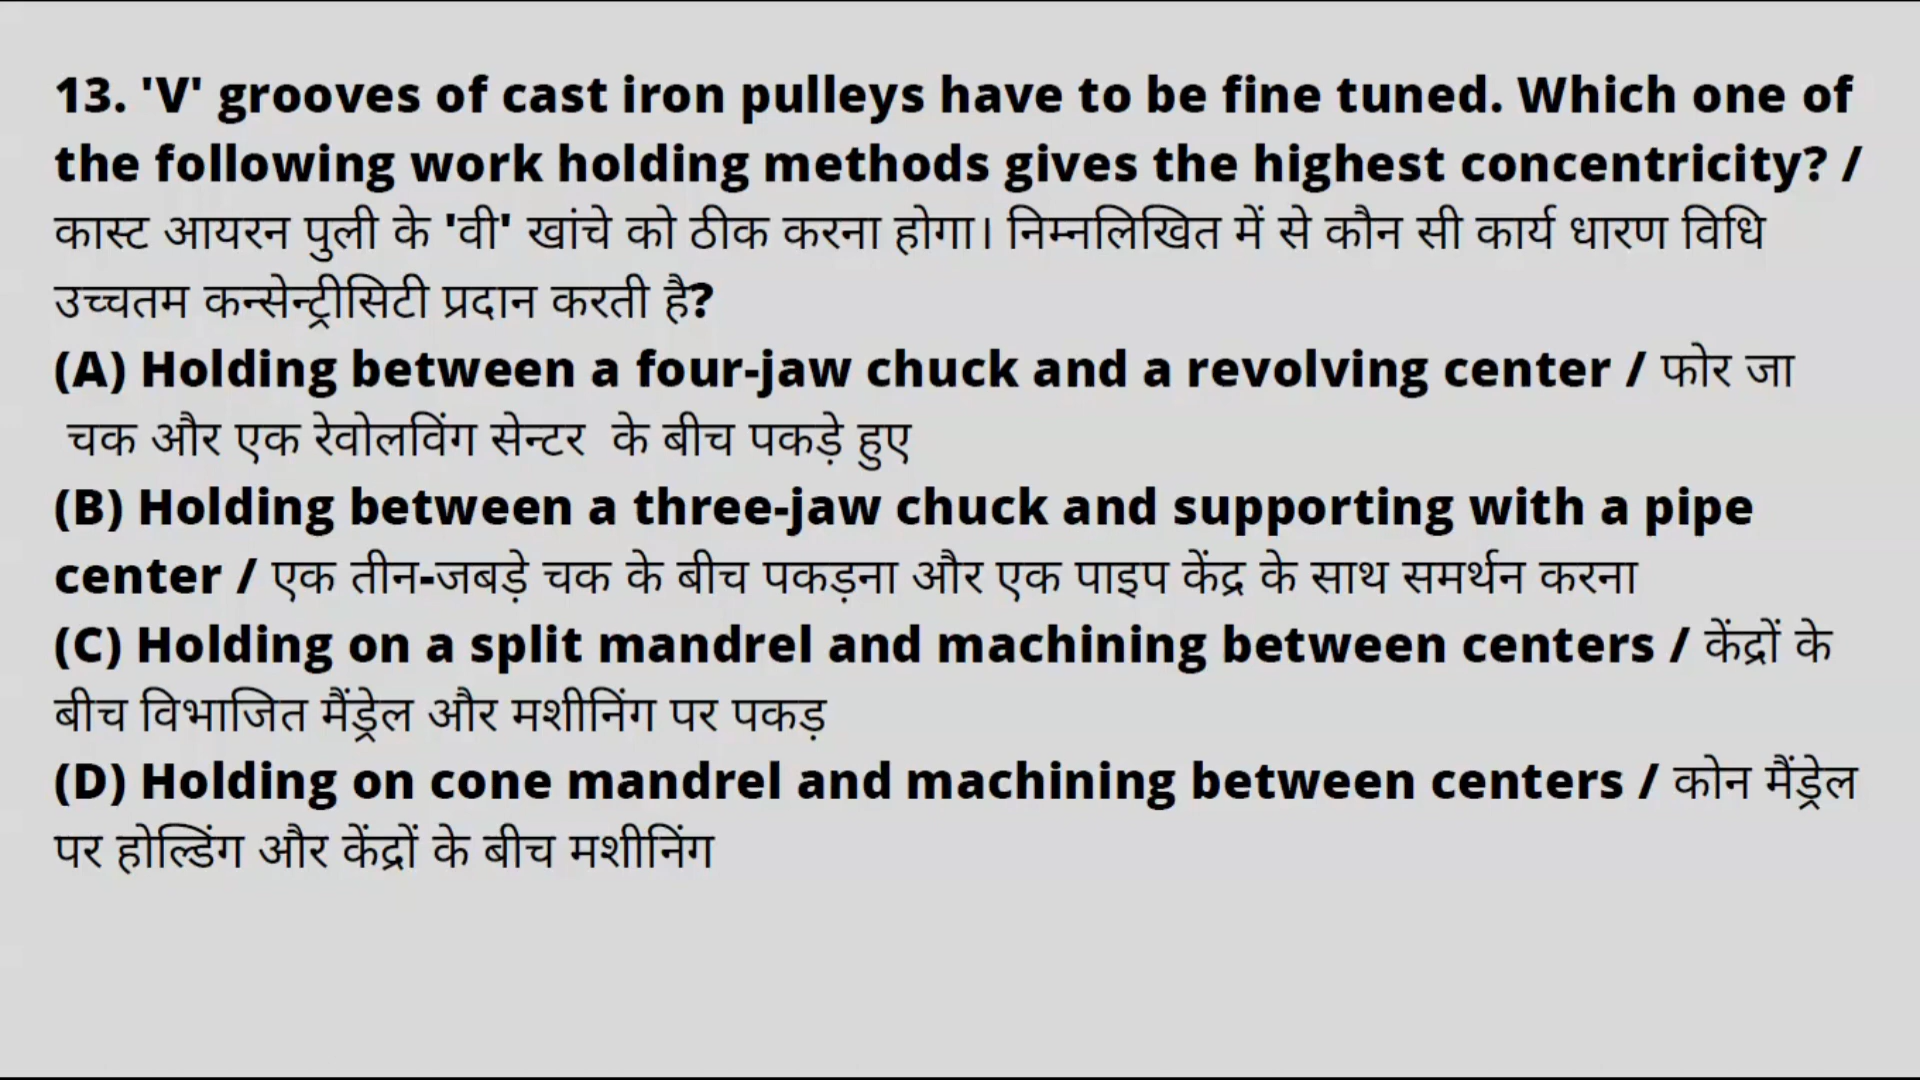 13. 'V' grooves of cast iron pulleys have to be fine tuned. Which one of
the following work holding methods gives the highest concentricity? /
कास्ट आयरन पुली के 'वी' खांचे को ठीक करना होगा। निम्नलिखित में से कौन सी कार्य धारण विधि
उच्चतम कन्सेन्ट्रीसिटी प्रदान करती है?
(A) Holding between a four-jaw chuck and a revolving center / फोर जा
चक और एक रेवोलविंग सेन्टर के बीच पकड़े हुए
(B) Holding between a three-jaw chuck and supporting with a pipe
center / एक तीन-जबड़े चक के बीच पकड़ना और एक पाइप केंद्र के साथ समर्थन करना
(C) Holding on a split mandrel and machining between centers / केंद्रों के
बीच विभाजित मैंड्रेल और मशीनिंग पर पकड़
(D) Holding on cone mandrel and machining between centers / कोन मैंड्रेल
पर होल्डिंग और केंद्रों के बीच मशीनिंग